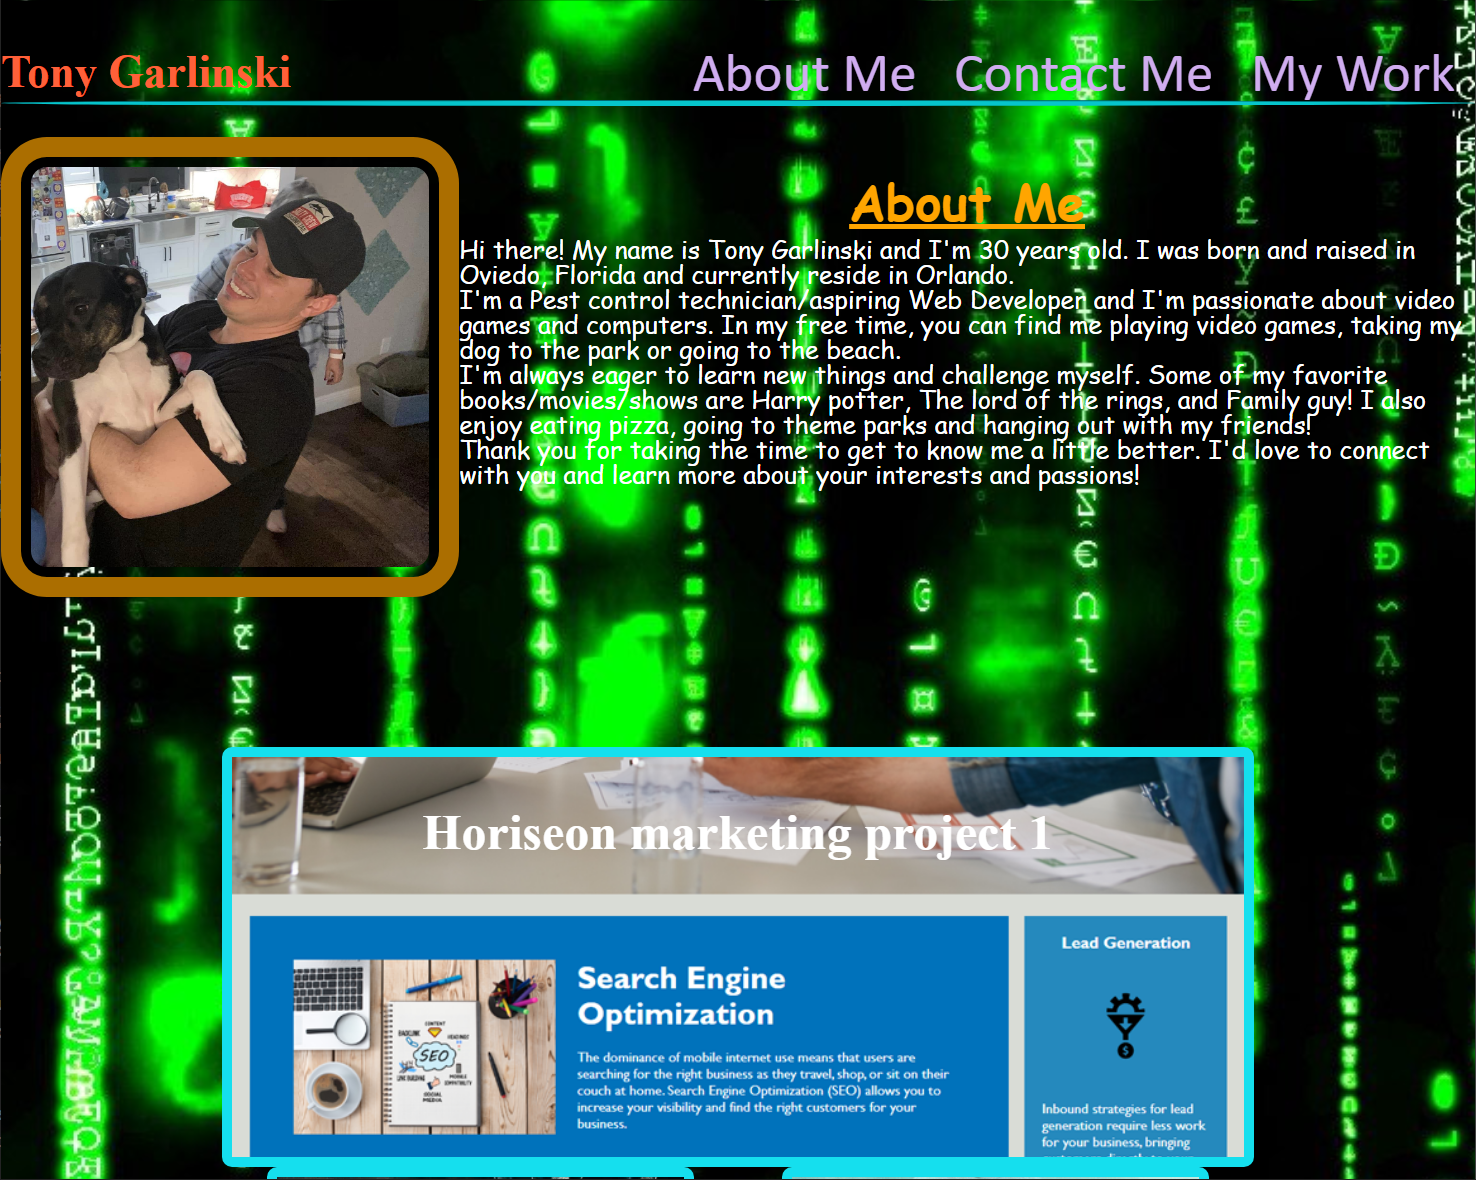 Tony Garlinski
About Me Contact Me My Work
About Me
Hi there! My name is Tony Garlinski and I'm 30 years old. I was born and raised in
Oviedo, Florida and currently reside in Orlando.
I'm a Pest control technician/aspiring Web Developer and I'm passionate about video
games and computers. In my free time, you can find me playing video games, taking my
dog to the park or going to the beach.
I'm always eager to learn new things and challenge myself. Some of my favorite
books/movies/shows are Harry potter, The lord of the rings, and Family guy! I also
enjoy eating pizza, going to theme parks and hanging out with my friends!
Thank you for taking the time to get to know me a little better. I'd love to connect
with you and learn more about your interests and passions!
Horiseon marketing project 1
Search Engine
Optimization
The dominance of mobile internet use means that users are
searching for the right business as they travel, shop, or sit on their
couch at home. Search Engine Optimization (SEO) allows you to
increase your visibility and find the right customers for your
business.
CONTENT
BACKLINK
SEO
LINK BUILDING
MOBILE
COMPATIBILITY
SOCIAL
MEDIA
Lead Generation
Inbound strategies for lead
generation require less work
for your business, bringing